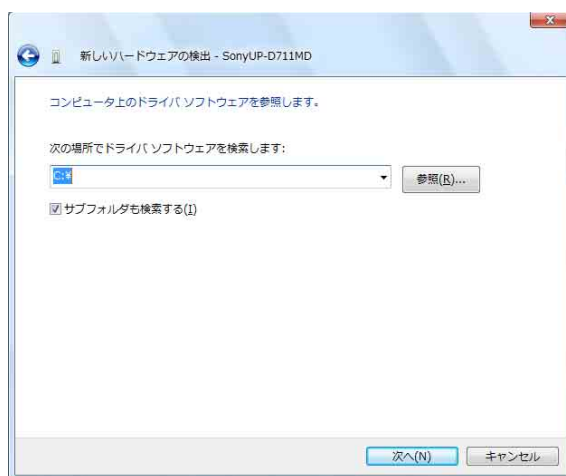 新しいハードウェアの検出 - SonyUP-D711MD
コンピュータ上のドライバ ソフトウェアを参照します。
次の場所でドライバ ソフトウェアを検索します:
C:¥
参照(R)...
サブフォルダも検索する(I)
次へ(N)
キャンセル